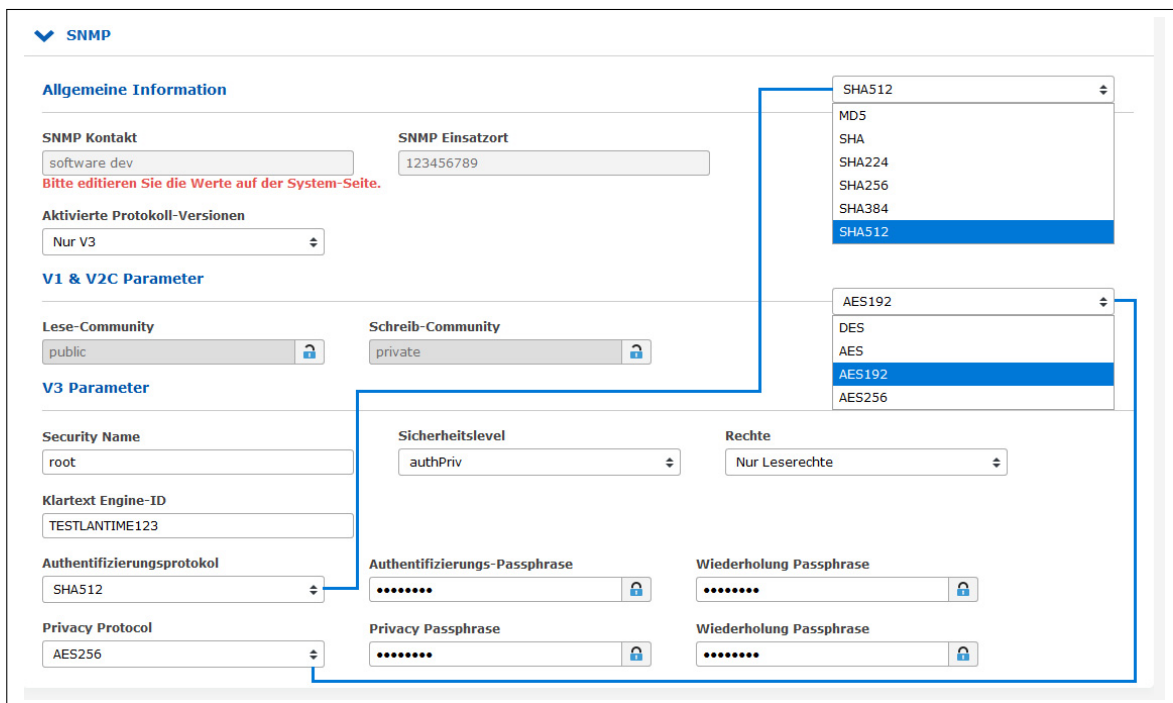 SNMP
Allgemeine Information
SHA512
MD5
SHA
SHA224
SHA256
SHA384
SHA512
SNMP Kontakt
SNMP Einsatzort
software dev
123456789
Bitte editieren Sie die Werte auf der System-Seite.
Aktivierte Protokoll-Versionen
Nur V3
V1 & V2C Parameter
AES192
DES
AES
AES192
AES256
Lese-Community
Schreib-Community
public
private
V3 Parameter
Security Name
Sicherheitslevel
Rechte
root
authPriv
Nur Leserechte
Klartext Engine-ID
TESTLANTIME123
Authentifizierungsprotokol
Authentifizierungs-Passphrase
Wiederholung Passphrase
SHA512
••••••••
••••••••
Privacy Protocol
Privacy Passphrase
Wiederholung Passphrase
AES256
••••••••
••••••••